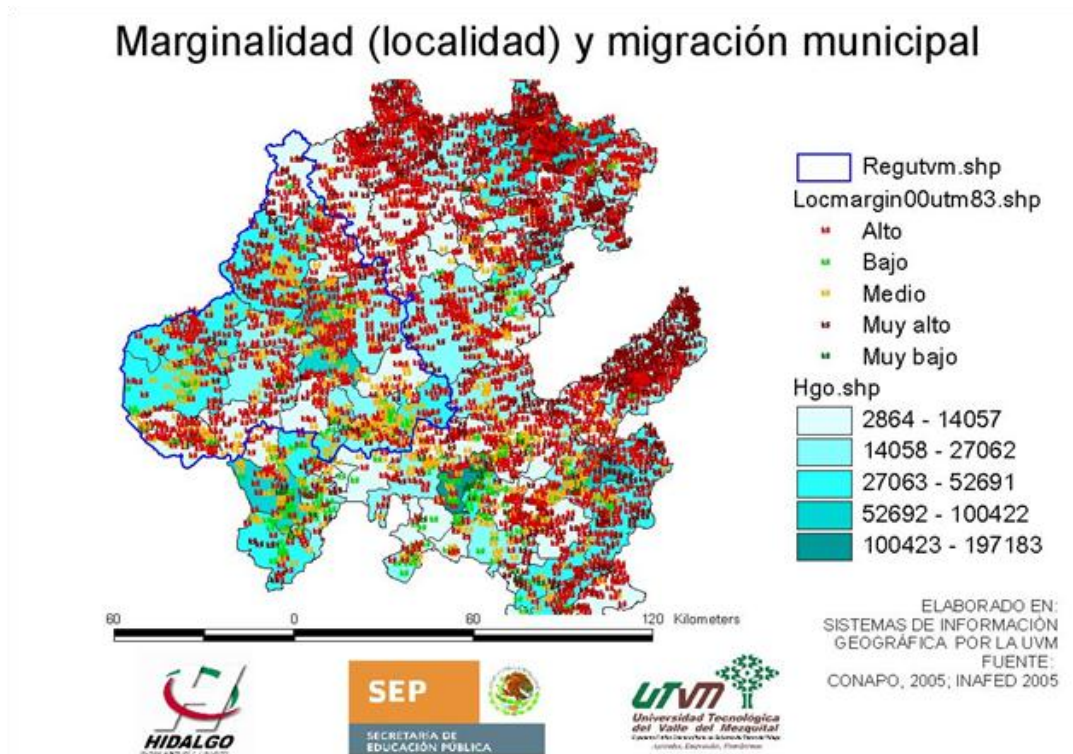 Marginalidad (localidad) y migración municipal
Regutvm.shp
Locmargin00utm83.shp
Alto
Bajo
Medio
Muy alto
Muy bajo
Hgo.shp
2864 - 14057
14058 - 27062
27063 - 52691
52692 - 100422
100423 - 197183
60 0 60 120 Kilometers
ELABORADO EN:
SISTEMAS DE INFORMACIÓN
GEOGRÁFICA POR LA UVM
FUENTE:
CONAPO, 2005; INAFED 2005
HIDALGO
SEP
SECRETARÍA DE
EDUCACIÓN PÚBLICA
UTVM
Universidad Tecnológica
del Valle del Mezquital